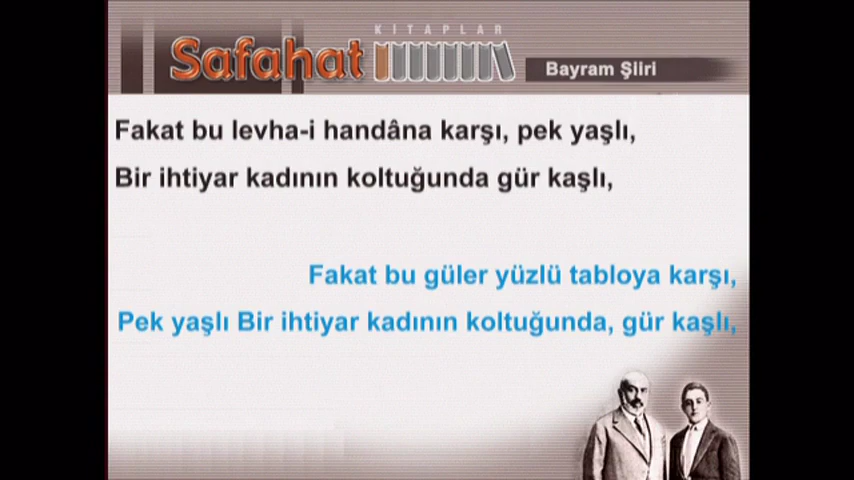 KİTAPLAR
Safahat
Bayram Şiiri
Fakat bu levha-i handâna karşı, pek yaşlı,
Bir ihtiyar kadının koltuğunda gür kaşlı,
Fakat bu güler yüzlü tabloya karşı,
Pek yaşlı Bir ihtiyar kadının koltuğunda, gür kaşlı,